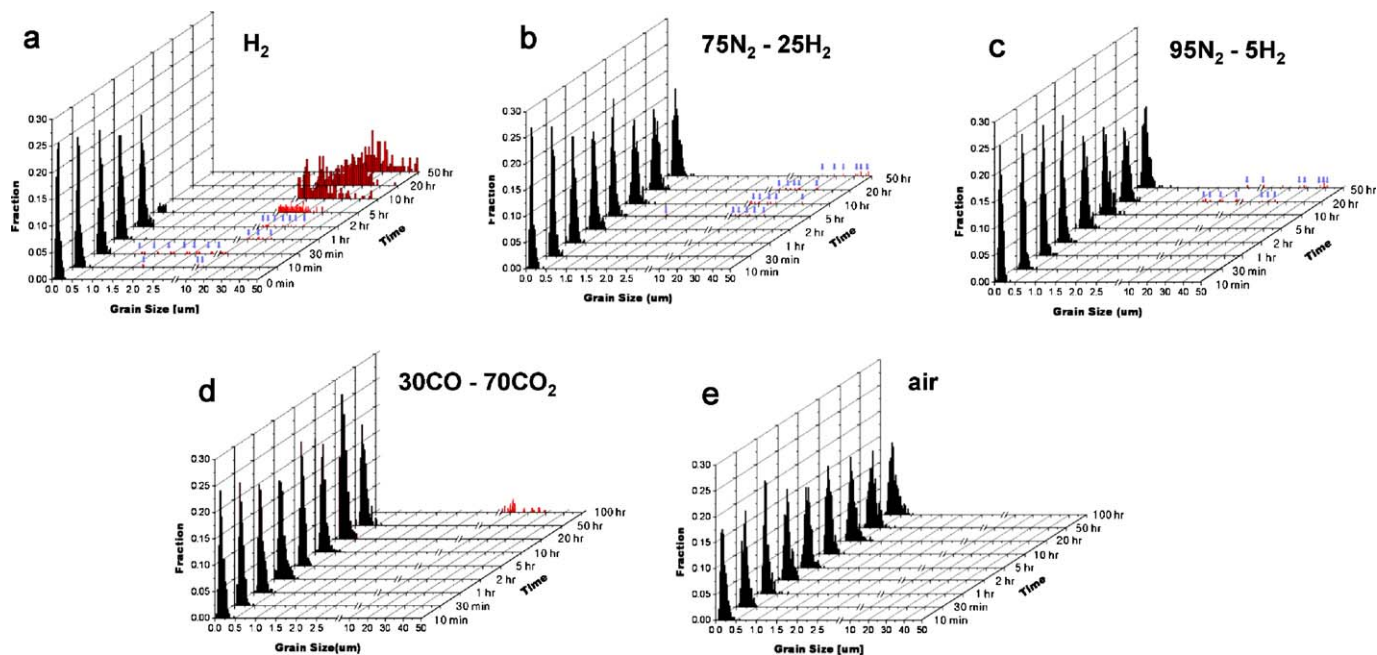 a
H₂
0.30
0.25
0.20
0.15
0.10
0.05
0.00
Fraction
0.0 0.5 1.0 1.5 2.0 2.5 10 20 30 40 50
Grain Size [um]
0 min
10 min
30 min
1 hr
2 hr
5 hr
10 hr
20 hr
50 hr
Time
b
75N₂ - 25H₂
0.30
0.25
0.20
0.15
0.10
0.05
0.00
Fraction
0.0 0.5 1.0 1.5 2.0 2.5 10 20 30 40 50
Grain Size (um)
10 min
30 min
1 hr
2 hr
5 hr
10 hr
20 hr
50 hr
Time
c
95N₂ - 5H₂
0.30
0.25
0.20
0.15
0.10
0.05
0.00
Fraction
0.0 0.5 1.0 1.5 2.0 2.5 10 20 30 40 50
Grain Size (um)
10 min
30 min
1 hr
2 hr
5 hr
10 hr
20 hr
50 hr
Time
d
30CO - 70CO₂
0.30
0.25
0.20
0.15
0.10
0.05
0.00
Fraction
0.0 0.5 1.0 1.5 2.0 2.5 10 20 30 40 50
Grain Size(um)
10 min
30 min
1 hr
2 hr
5 hr
10 hr
20 hr
50 hr
100 hr
Time
e
air
0.30
0.25
0.20
0.15
0.10
0.05
0.00
Fraction
0.0 0.5 1.0 1.5 2.0 2.5 10 20 30 40 50
Grain Size [um]
10 min
30 min
1 hr
2 hr
5 hr
10 hr
20 hr
50 hr
100 hr
Time